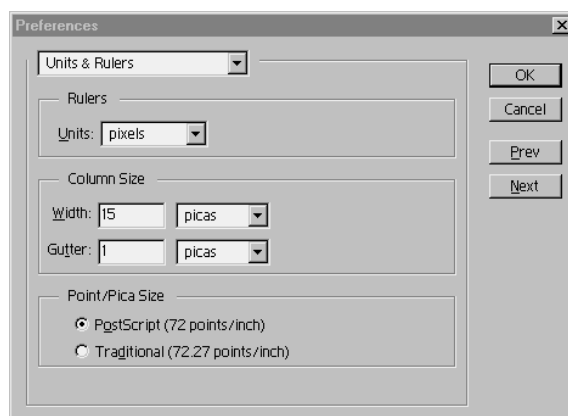 Preferences
Units & Rulers
OK
Cancel
Prev
Next
Rulers
Units: pixels
Column Size
Width: 15 picas
Gutter: 1 picas
Point/Pica Size
PostScript (72 points/inch)
Traditional (72.27 points/inch)